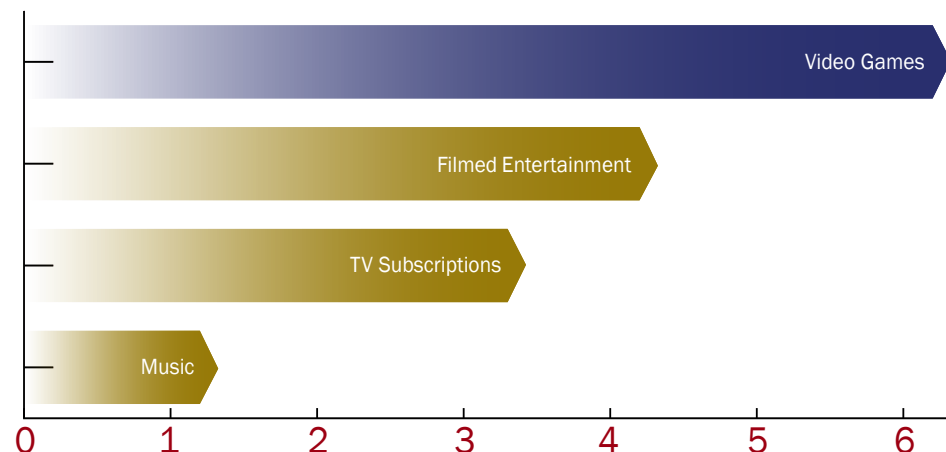 Video Games
Filmed Entertainment
TV Subscriptions
Music
0 1 2 3 4 5 6